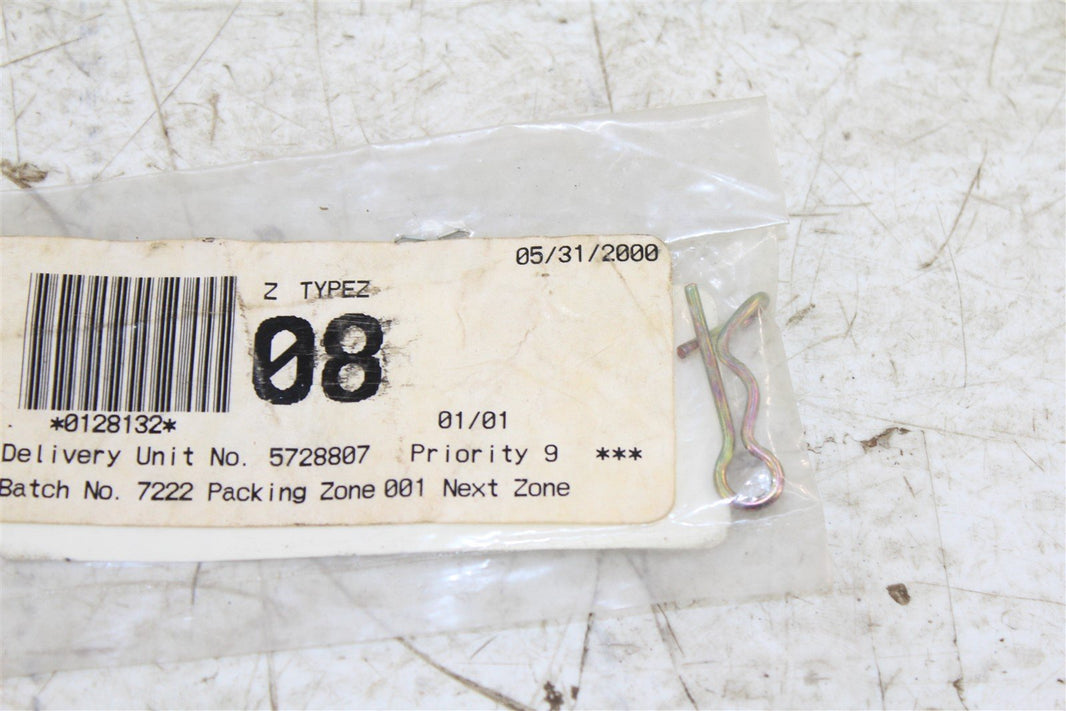 05/31/2000
Z TYPEZ
08
*0128132*
01/01
Delivery Unit No. 5728807 Priority 9 ***
Batch No. 7222 Packing Zone 001 Next Zone